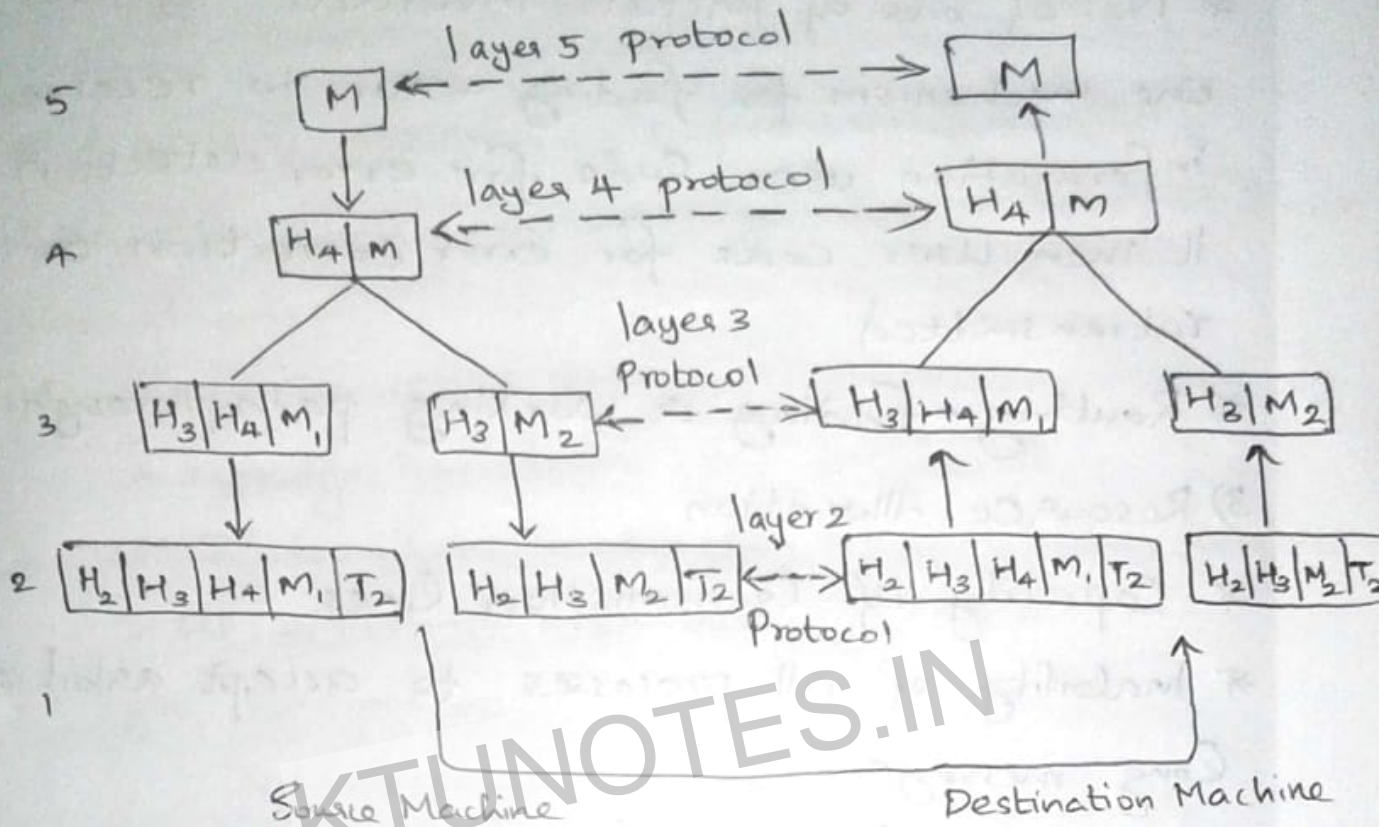 layer 5 protocol
5 M M
layer 4 protocol
4 H4 M H4 M
layer 3
Protocol
3 H3 H4 M1 H3 M2 H3 H4 M1 H3 M2
layer 2
2 H2 H3 H4 M1 T2 H2 H3 M2 T2 H2 H3 H4 M1 T2 H2 H3 M2 T2
Protocol
1
KTUNOTES.IN
Source Machine Destination Machine